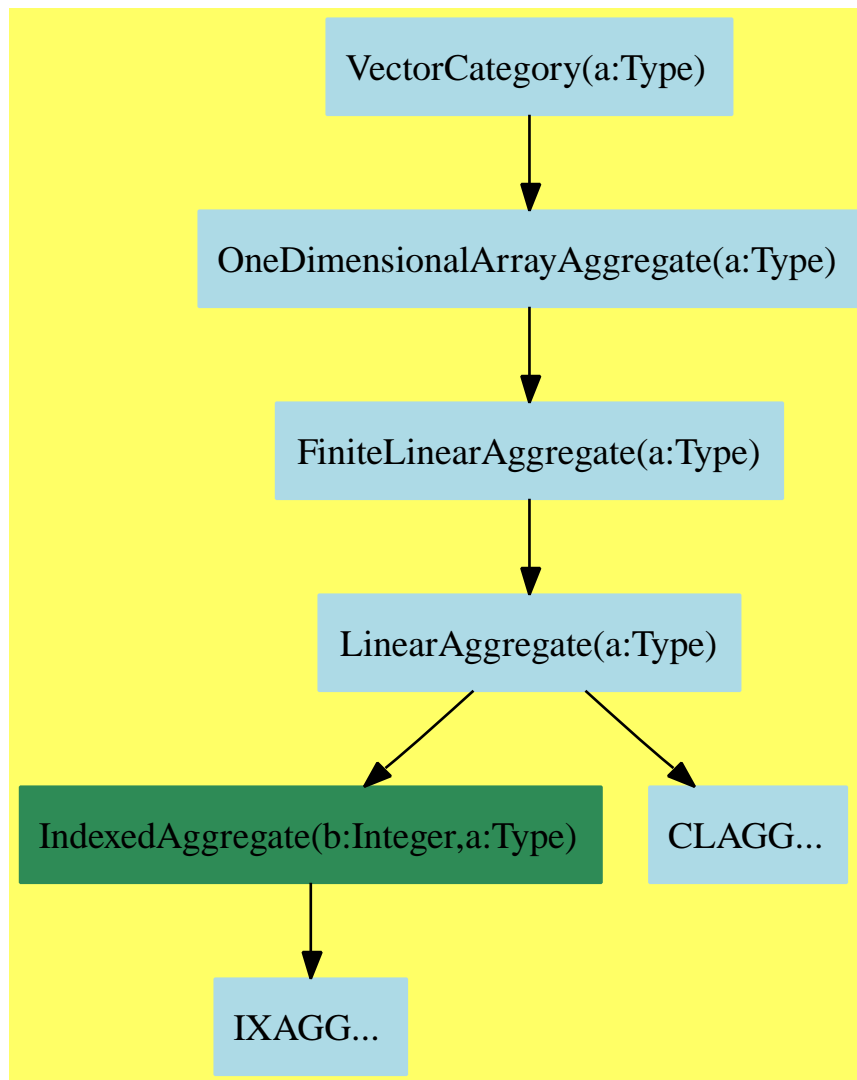 VectorCategory(a:Type)
OneDimensionalArrayAggregate(a:Type)
FiniteLinearAggregate(a:Type)
LinearAggregate(a:Type)
IndexedAggregate(b:Integer,a:Type)
CLAGG...
IXAGG...